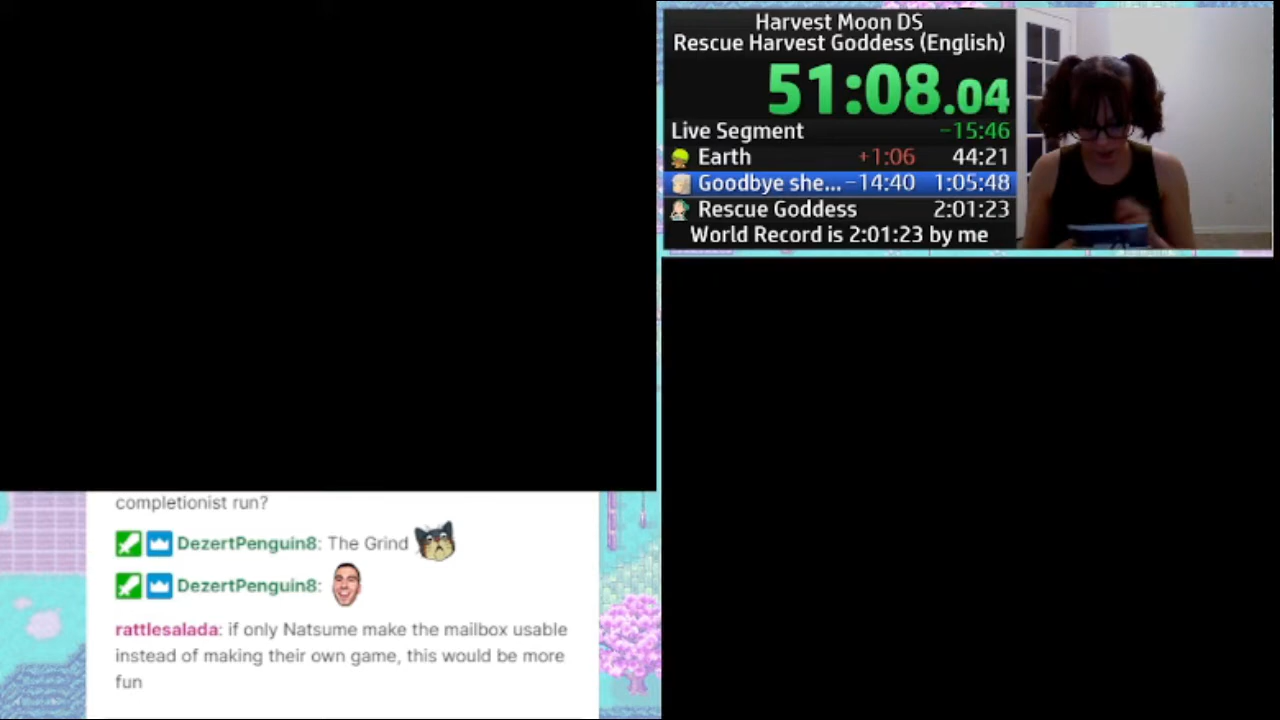 Harvest Moon DS
Rescue Harvest Goddess (English)
51:08.04
Live Segment −15:46
Earth +1:06 44:21
Goodbye she... −14:40 1:05:48
Rescue Goddess 2:01:23
World Record is 2:01:23 by me
completionist run?
DezertPenguin8: The Grind
DezertPenguin8:
rattlesalada: if only Natsume make the mailbox usable
instead of making their own game, this would be more
fun